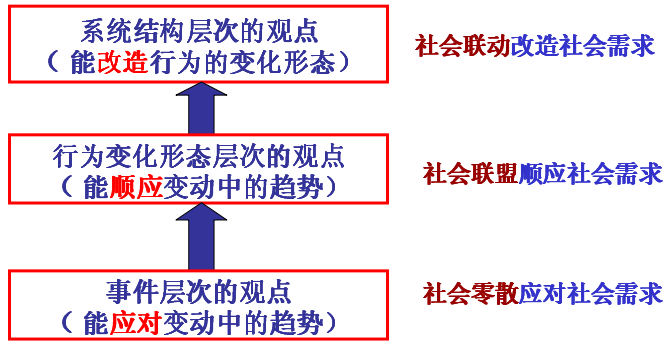 系统结构层次的观点
（ 能改造行为的变化形态）
社会联动改造社会需求
行为变化形态层次的观点
（ 能顺应变动中的趋势）
社会联盟顺应社会需求
事件层次的观点
（ 能应对变动中的趋势）
社会零散应对社会需求